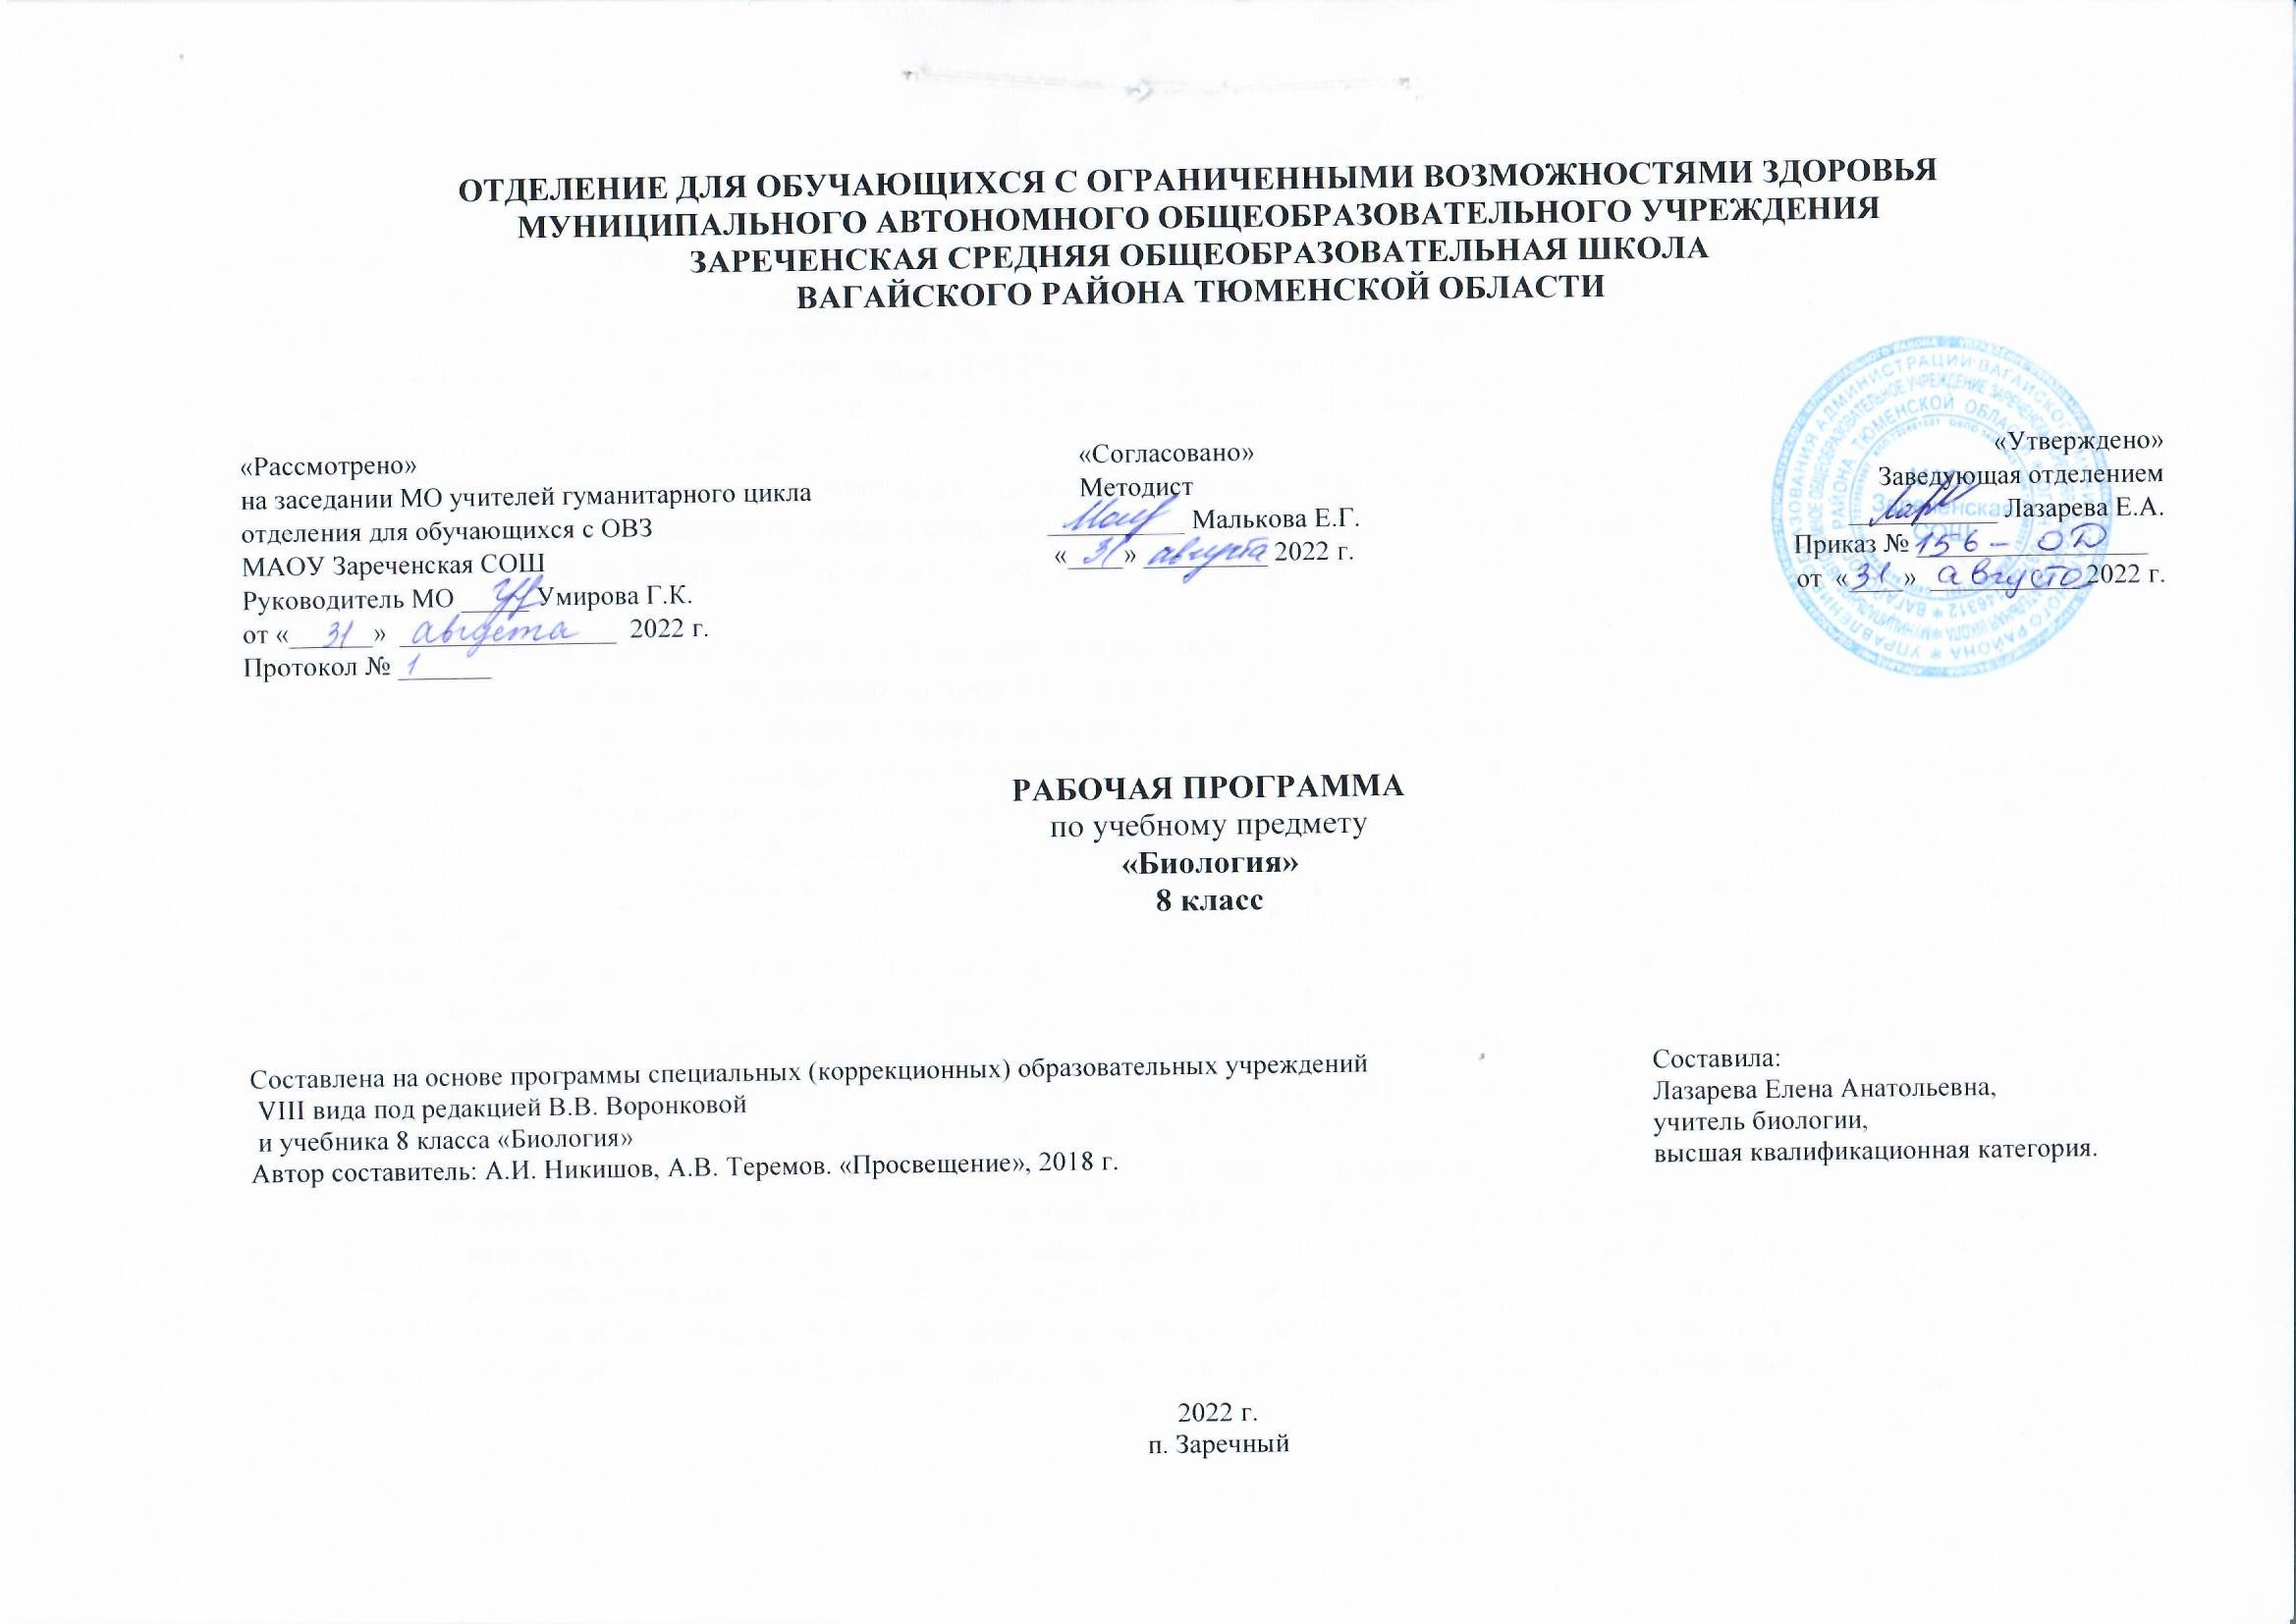 ОТДЕЛЕНИЕ ДЛЯ ОБУЧАЮЩИХСЯ С ОГРАНИЧЕННЫМИ ВОЗМОЖНОСТЯМИ ЗДОРОВЬЯ
МУНИЦИПАЛЬНОГО АВТОНОМНОГО ОБЩЕОБРАЗОВАТЕЛЬНОГО УЧРЕЖДЕНИЯ
ЗАРЕЧЕНСКАЯ СРЕДНЯЯ ОБЩЕОБРАЗОВАТЕЛЬНАЯ ШКОЛА
ВАГАЙСКОГО РАЙОНА ТЮМЕНСКОЙ ОБЛАСТИ
«Рассмотрено»
на заседании МО учителей гуманитарного цикла
отделения для обучающихся с ОВЗ
МАОУ Зареченская СОШ
Руководитель МО Умирова Г.К.
от «31» августа 2022 г.
Протокол № 1
«Согласовано»
Методист
Малькова Е.Г.
«31» августа 2022 г.
«Утверждено»
Заведующая отделением
Лазарева Е.А.
Приказ № 156 - ОД
от «31» августа 2022 г.
РАБОЧАЯ ПРОГРАММА
по учебному предмету
«Биология»
8 класс
Составлена на основе программы специальных (коррекционных) образовательных учреждений
VIII вида под редакцией В.В. Воронковой
и учебника 8 класса «Биология»
Автор составитель: А.И. Никишов, А.В. Теремов. «Просвещение», 2018 г.
Составила:
Лазарева Елена Анатольевна,
учитель биологии,
высшая квалификационная категория.
2022 г.
п. Заречный